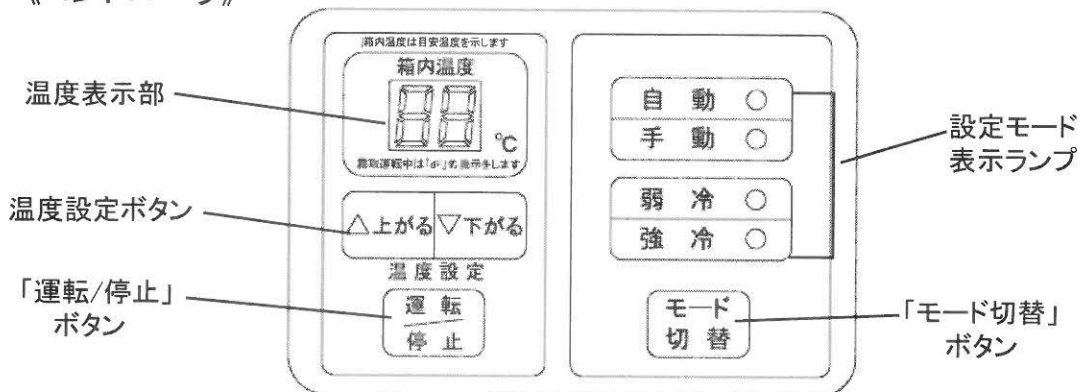 箱内温度は目安温度を示します
箱内温度
88
℃
霜取運転中は「dF」を表示をします
温度表示部
△上がる
▽下がる
温度設定ボタン
温度設定
運転
停止
「運転/停止」
ボタン
自動
手動
弱冷
強冷
設定モード
表示ランプ
モード
切替
「モード切替」
ボタン